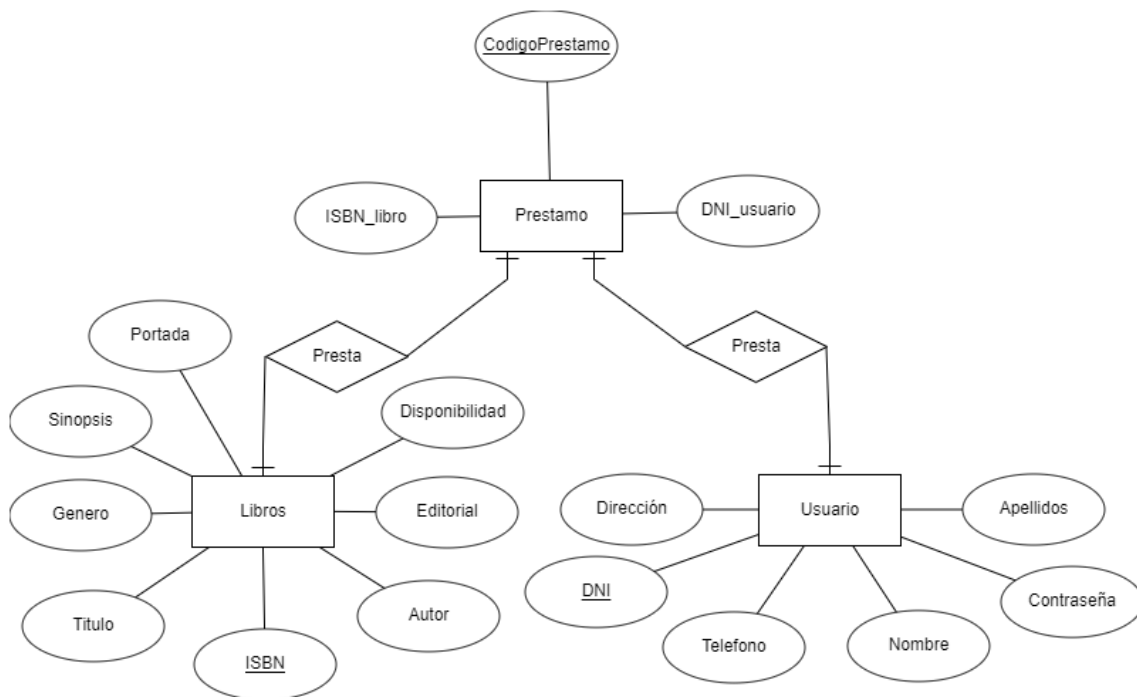 CodigoPrestamo
ISBN_libro
Prestamo
DNI_usuario
Portada
Presta
Presta
Sinopsis
Disponibilidad
Genero
Libros
Editorial
Dirección
Usuario
Apellidos
Titulo
ISBN
Autor
DNI
Telefono
Nombre
Contraseña